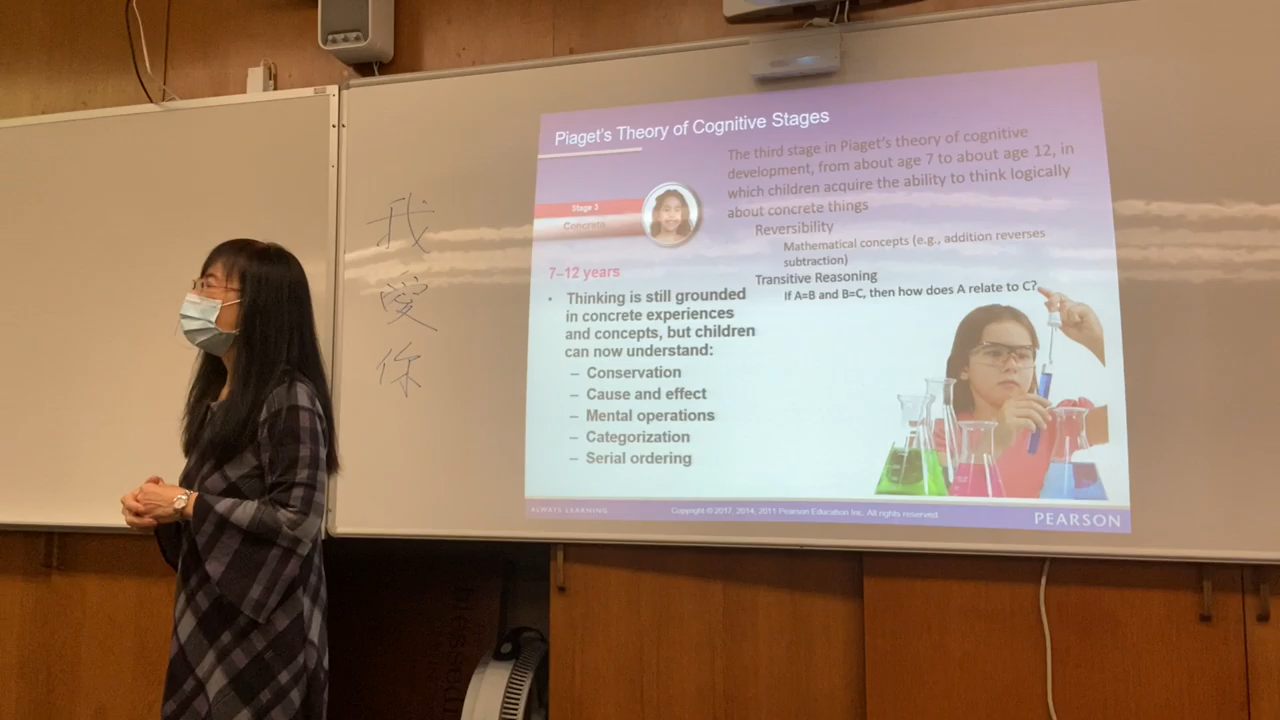 我
愛
你
Piaget's Theory of Cognitive Stages
Stage 3
Concrete
7–12 years
• Thinking is still grounded
in concrete experiences
and concepts, but children
can now understand:
– Conservation
– Cause and effect
– Mental operations
– Categorization
– Serial ordering
The third stage in Piaget's theory of cognitive
development, from about age 7 to about age 12, in
which children acquire the ability to think logically
about concrete things
Reversibility
Mathematical concepts (e.g., addition reverses
subtraction)
Transitive Reasoning
If A=B and B=C, then how does A relate to C?
ALWAYS LEARNING
Copyright © 2017, 2014, 2011 Pearson Education Inc. All rights reserved.
PEARSON